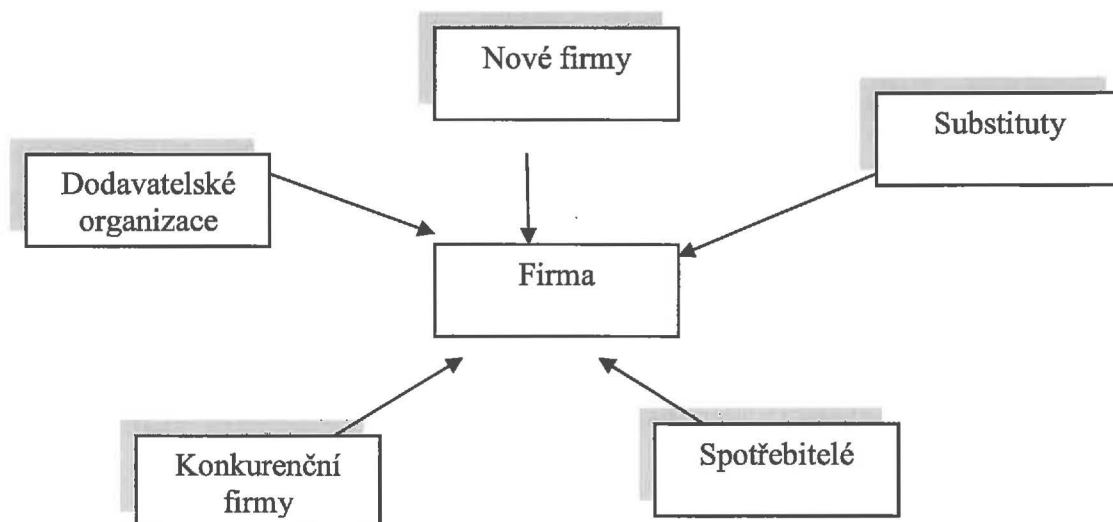 Nové firmy
Substituty
Dodavatelské
organizace
Firma
Konkurenční
firmy
Spotřebitelé